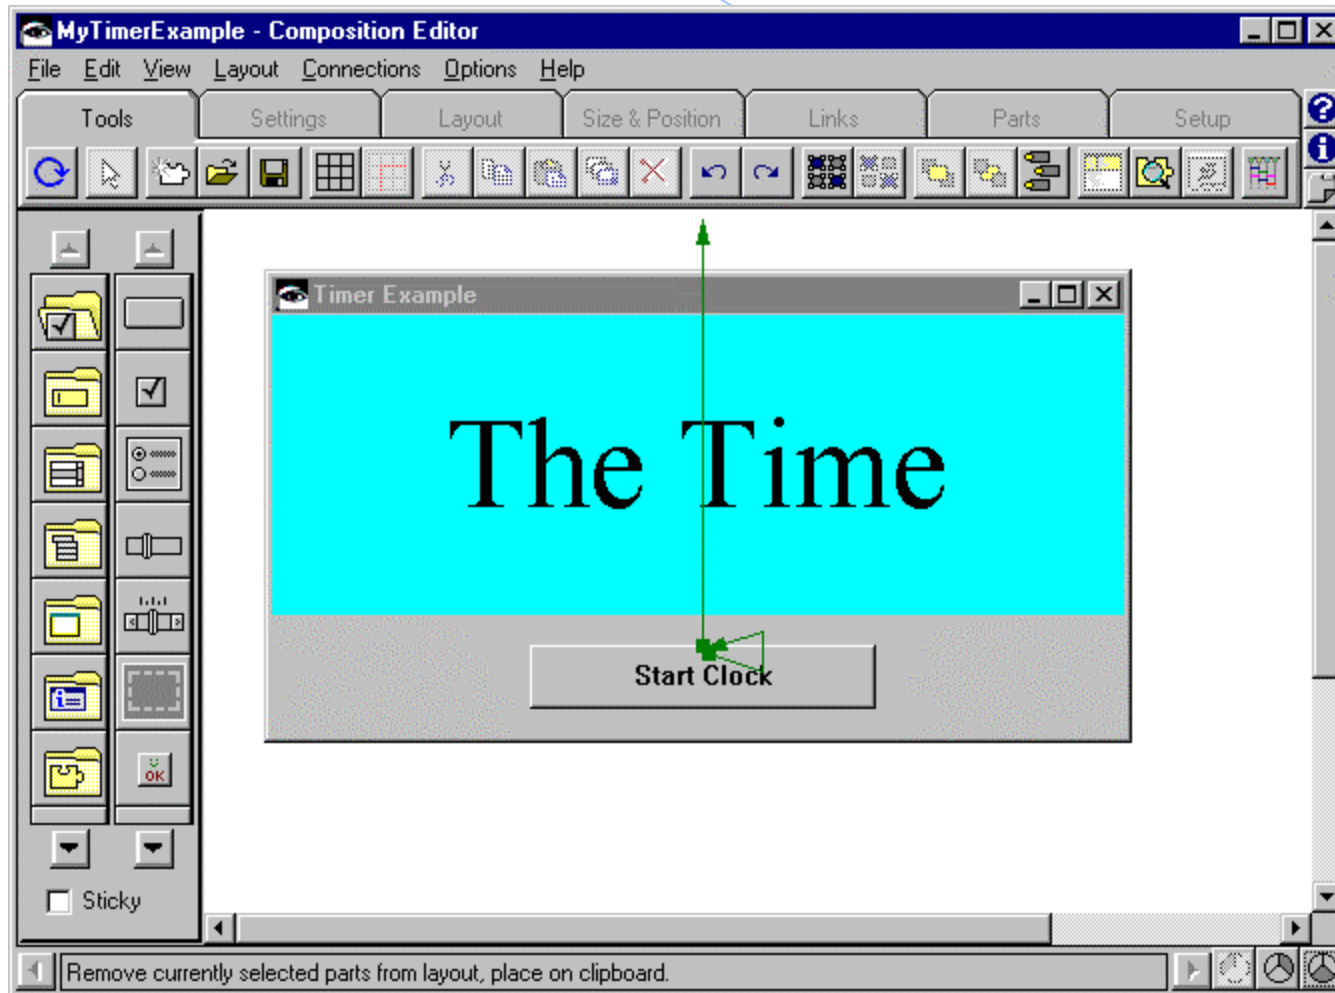 MyTimerExample - Composition Editor
File Edit View Layout Connections Options Help
Tools Settings Layout Size & Position Links Parts Setup
Timer Example
The Time
Start Clock
OK
Sticky
Remove currently selected parts from layout, place on clipboard.